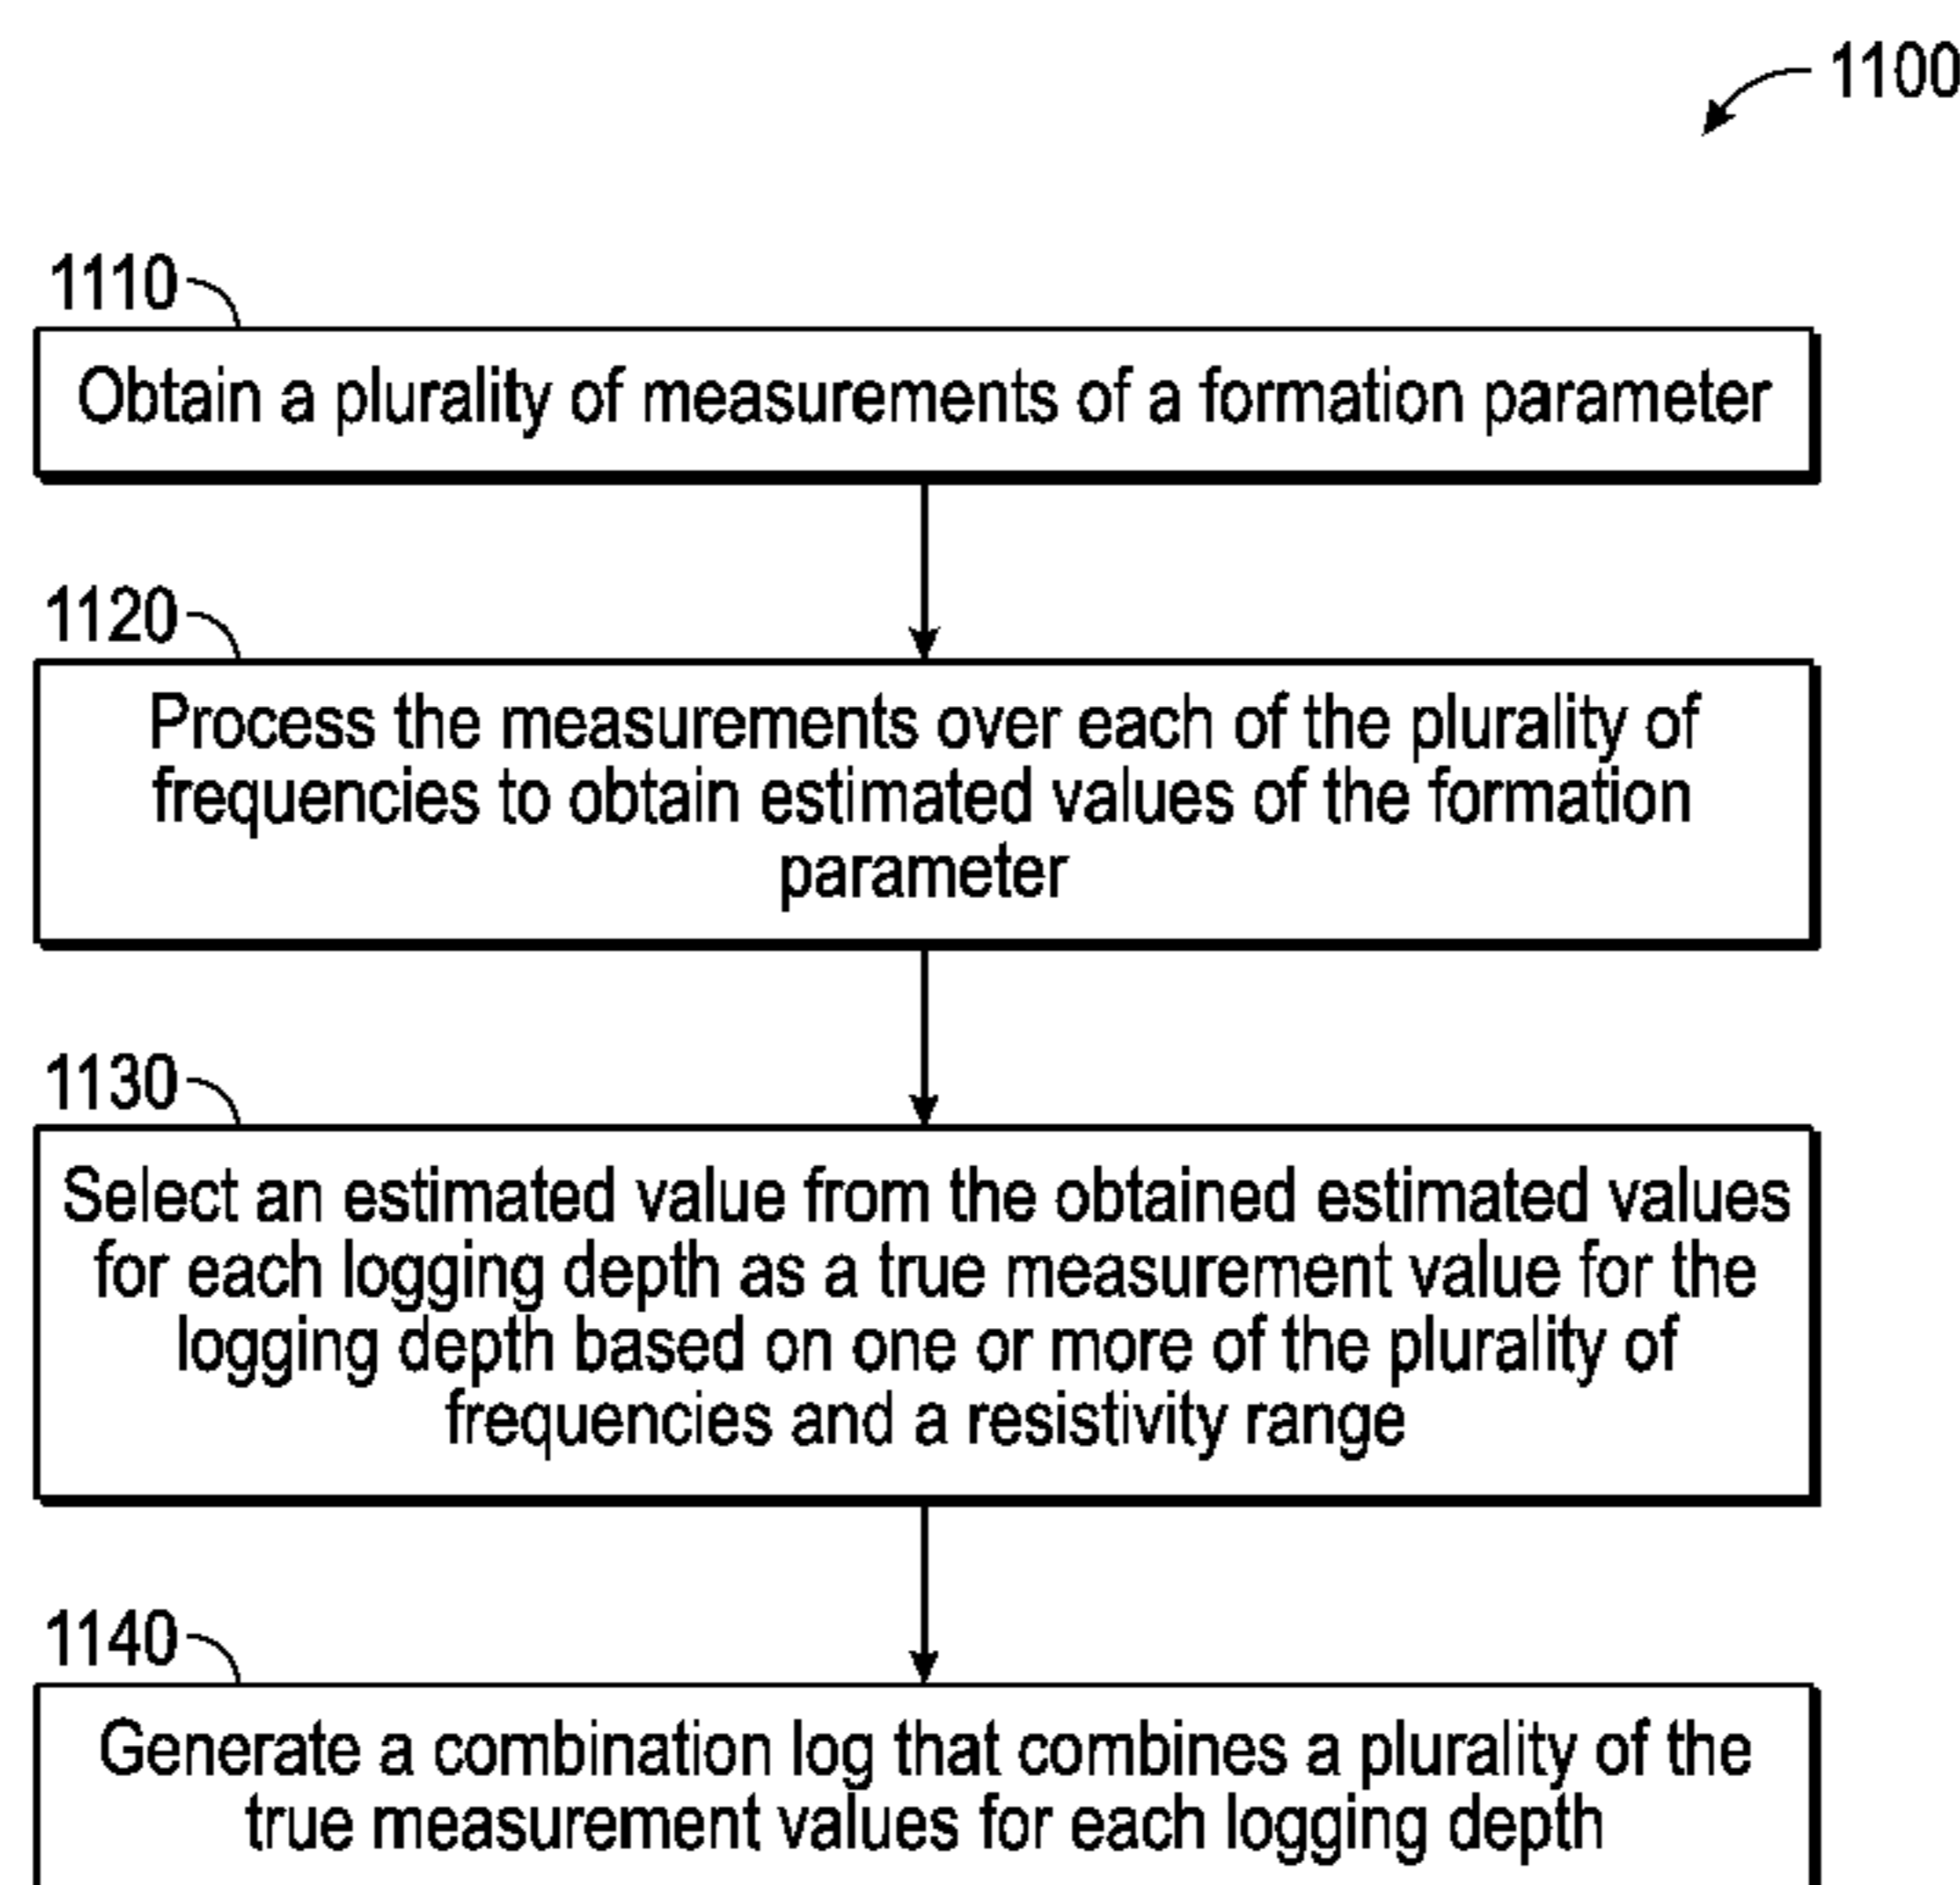 1100
1110
Obtain a plurality of measurements of a formation parameter
1120
Process the measurements over each of the plurality of
frequencies to obtain estimated values of the formation
parameter
1130
Select an estimated value from the obtained estimated values
for each logging depth as a true measurement value for the
logging depth based on one or more of the plurality of
frequencies and a resistivity range
1140
Generate a combination log that combines a plurality of the
true measurement values for each logging depth